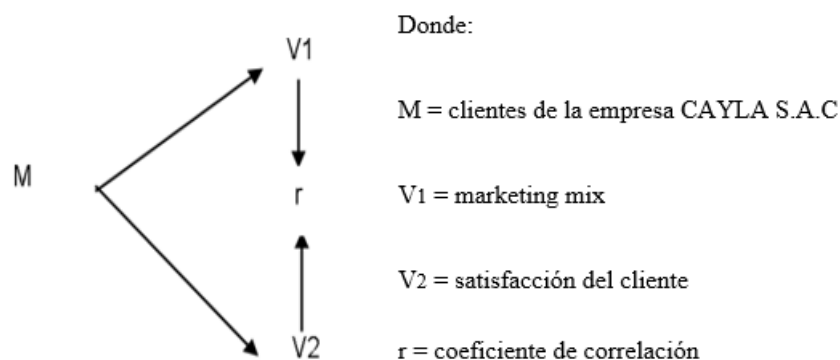 V1
M
r
V2
Donde:
M = clientes de la empresa CAYLA S.A.C
V1 = marketing mix
V2 = satisfacción del cliente
r = coeficiente de correlación